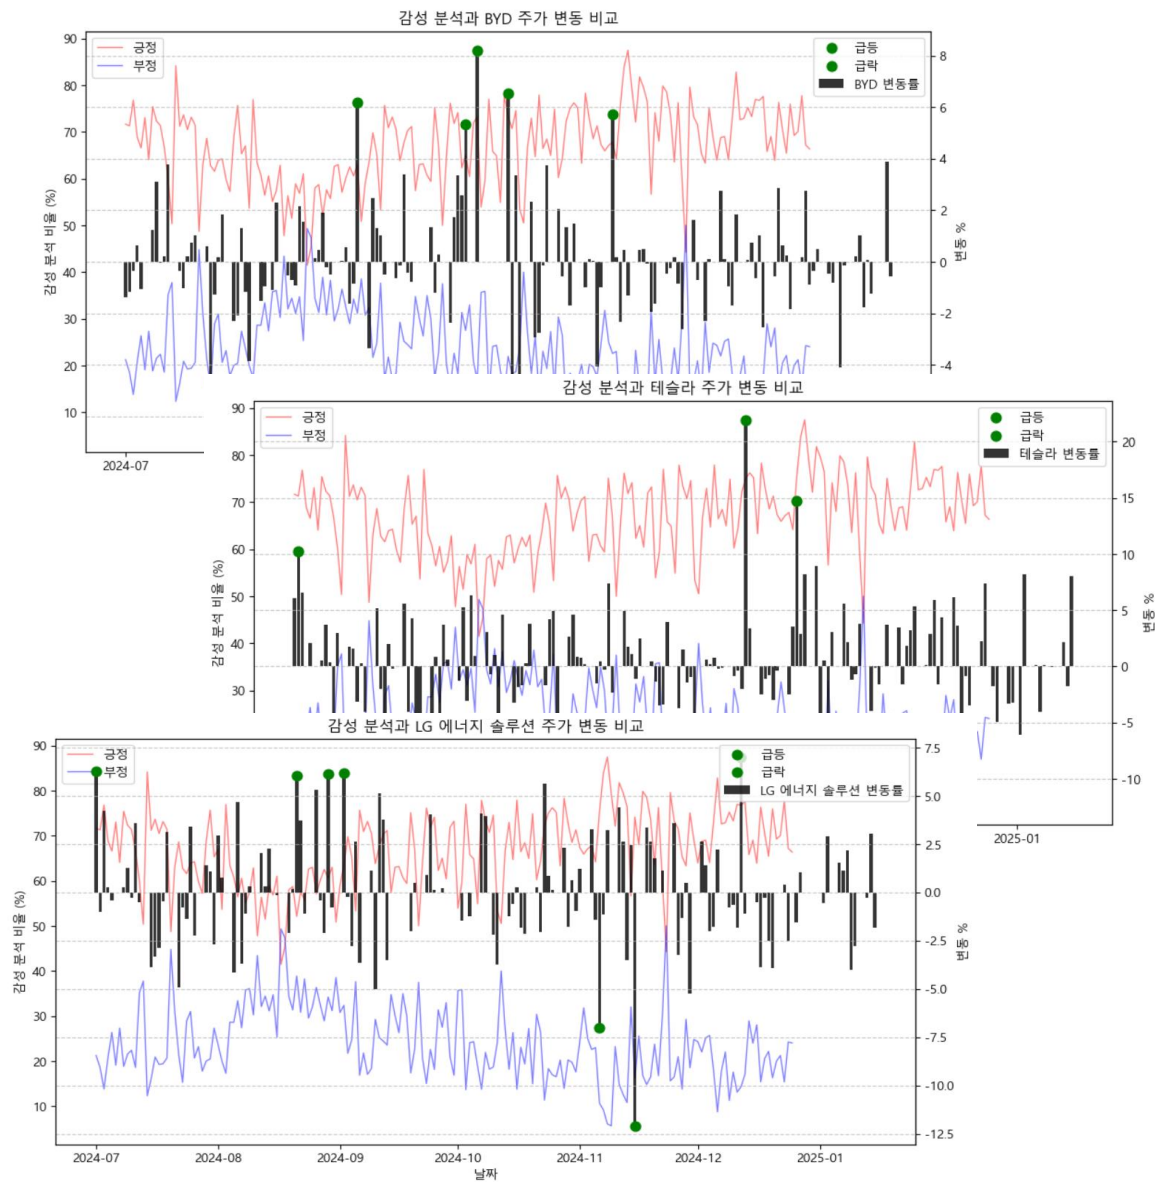 감성 분석과 BYD 주가 변동 비교
90
80
70
60
50
40
30
20
10
감성 분석 비율 (%)
긍정
부정
급등
급락
BYD 변동률
8
6
4
2
0
-2
-4
변동 %
2024-07
감성 분석과 테슬라 주가 변동 비교
90
80
70
60
50
40
30
감성 분석 비율 (%)
긍정
부정
급등
급락
테슬라 변동률
20
15
10
5
0
-5
-10
변동 %
2025-01
감성 분석과 LG 에너지 솔루션 주가 변동 비교
90
80
70
60
50
40
30
20
10
감성 분석 비율 (%)
긍정
부정
급등
급락
LG 에너지 솔루션 변동률
7.5
5.0
2.5
0.0
-2.5
-5.0
-7.5
-10.0
-12.5
변동 %
2024-07
2024-08
2024-09
2024-10
2024-11
2024-12
2025-01
날짜